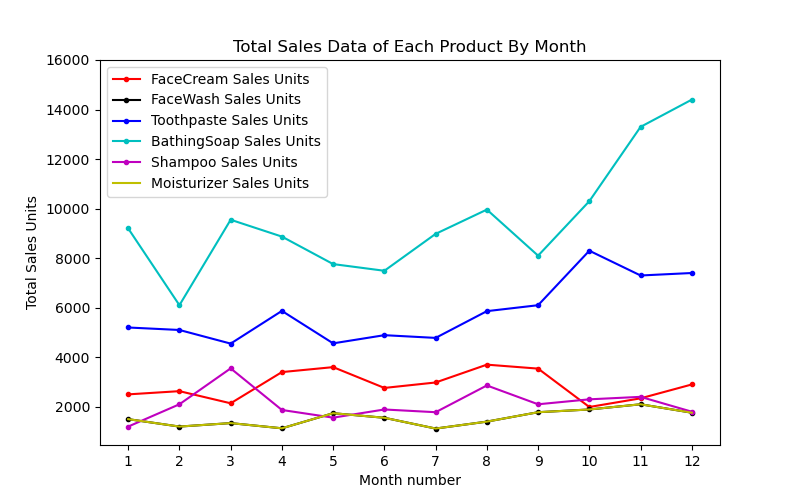 Total Sales Data of Each Product By Month
16000
14000
12000
10000
8000
6000
4000
2000
Total Sales Units
FaceCream Sales Units
FaceWash Sales Units
Toothpaste Sales Units
BathingSoap Sales Units
Shampoo Sales Units
Moisturizer Sales Units
1 2 3 4 5 6 7 8 9 10 11 12
Month number